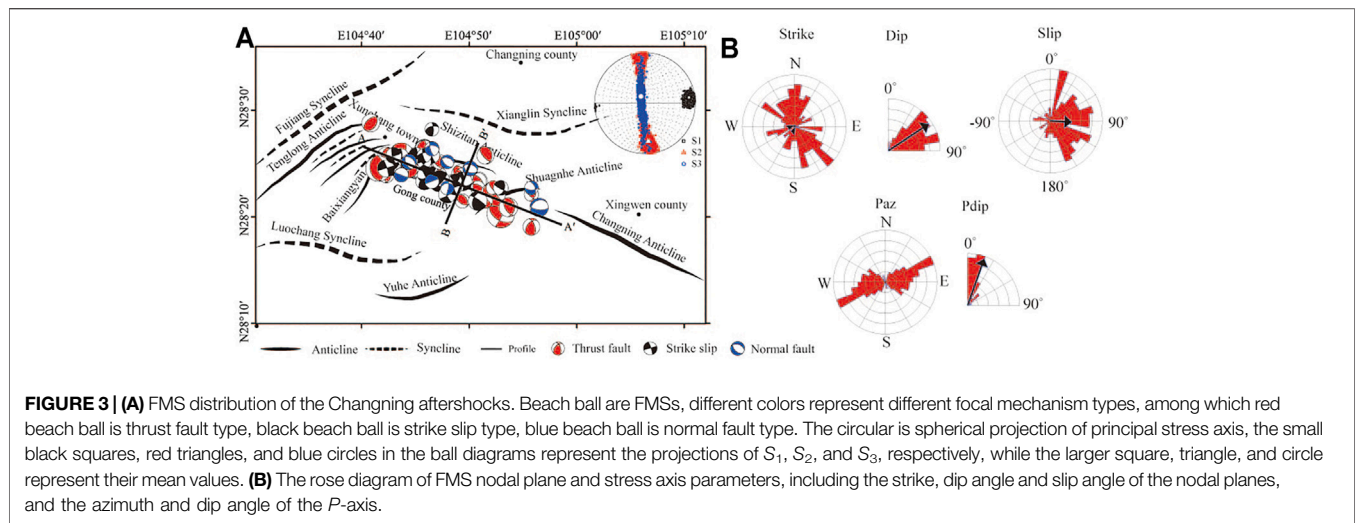 A
E104°40'
E104°50'
E105°00'
E105°10'
B
Strike
Dip
Slip
Changning county
N28°30'
Fujiang Syncline
Tenglong Anticline
Xianglin Syncline
Shizitan Anticline
B'
S1
S2
S3
N
W
E
S
0°
90°
0°
-90°
90°
180°
Baixiangyan
Gong county
Shuagnhe Anticline
N28°20'
Xingwen county
B
A'
Luochang Syncline
Changning Anticline
Yuhe Anticline
N28°10'
Paz
N
W
E
S
Pdip
0°
90°
Anticline Syncline Profile Thrust fault Strike slip Normal fault
FIGURE 3 | (A) FMS distribution of the Changning aftershocks. Beach ball are FMSs, different colors represent different focal mechanism types, among which red
beach ball is thrust fault type, black beach ball is strike slip type, blue beach ball is normal fault type. The circular is spherical projection of principal stress axis, the small
black squares, red triangles, and blue circles in the ball diagrams represent the projections of S1, S2, and S3, respectively, while the larger square, triangle, and circle
represent their mean values. (B) The rose diagram of FMS nodal plane and stress axis parameters, including the strike, dip angle and slip angle of the nodal planes,
and the azimuth and dip angle of the P-axis.